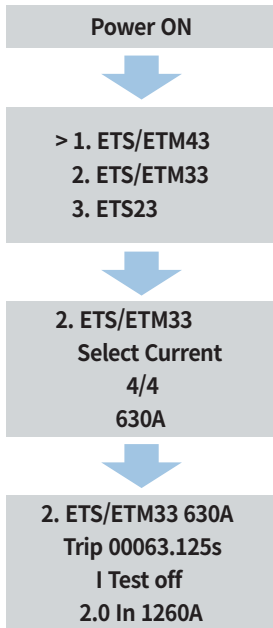 Power ON
> 1. ETS/ETM43
2. ETS/ETM33
3. ETS23
2. ETS/ETM33
Select Current
4/4
630A
2. ETS/ETM33 630A
Trip 00063.125s
I Test off
2.0 In 1260A